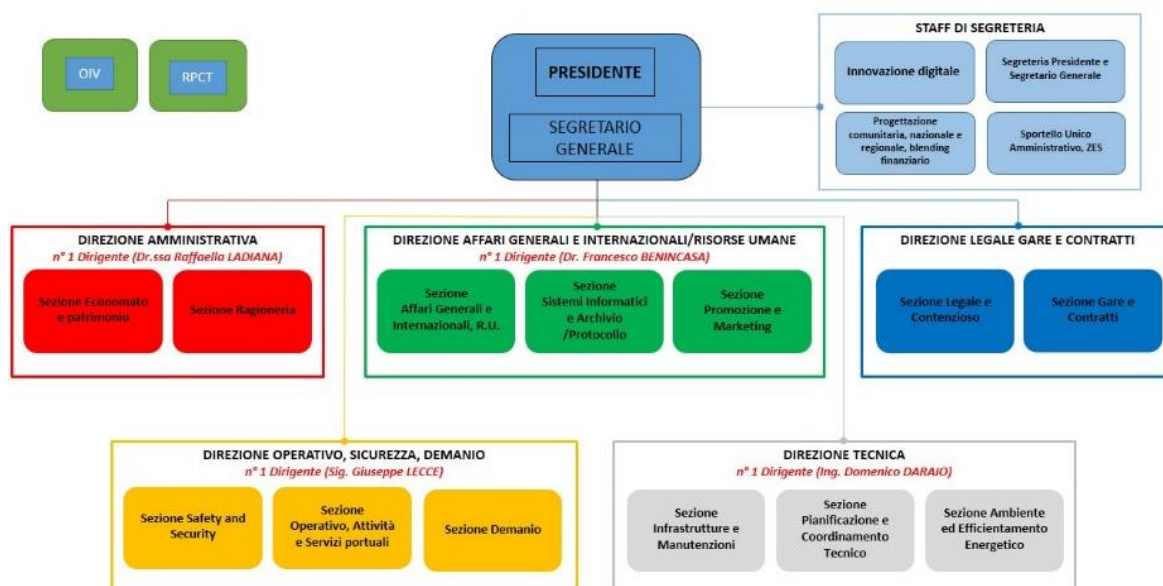 OIV
RPCT
PRESIDENTE
SEGRETARIO
GENERALE
STAFF DI SEGRETERIA
Innovazione digitale
Segreteria Presidente e
Segretario Generale
Progettazione
comunitaria, nazionale e
regionale, blending
finanziario
Sportello Unico
Amministrativo, ZES
DIREZIONE AMMINISTRATIVA
n° 1 Dirigente (Dr.ssa Raffaella LADIANA)
Sezione Economato
e patrimonio
Sezione Ragioneria
DIREZIONE AFFARI GENERALI E INTERNAZIONALI/RISORSE UMANE
n° 1 Dirigente (Dr. Francesco BENINCASA)
Sezione
Affari Generali e
Internazionali, R.U.
Sezione
Sistemi Informatici
e Archivio
/Protocollo
Sezione
Promozione e
Marketing
DIREZIONE LEGALE GARE E CONTRATTI
Sezione Legale e
Contenzioso
Sezione Gare e
Contratti
DIREZIONE OPERATIVO, SICUREZZA, DEMANIO
n° 1 Dirigente (Sig. Giuseppe LECCE)
Sezione Safety and
Security
Sezione
Operativo, Attività
e Servizi portuali
Sezione Demanio
DIREZIONE TECNICA
n° 1 Dirigente (Ing. Domenico DARAIO)
Sezione
Infrastrutture e
Manutenzioni
Sezione
Planificazione e
Coordinamento
Tecnico
Sezione Ambiente
ed Efficientamento
Energetico